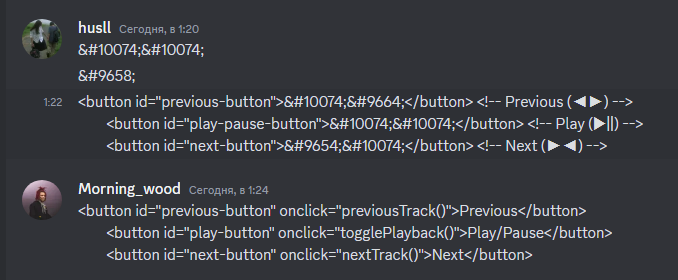 husll Сегодня, в 1:20
&#10074;&#10074;
&#9658;
1:22 <button id="previous-button">&#10074;&#9664;</button> <!-- Previous (◀▶) -->
<button id="play-pause-button">&#10074;&#10074;</button> <!-- Play (▶||) -->
<button id="next-button">&#9654;&#10074;</button> <!-- Next (▶◀) -->
Morning_wood Сегодня, в 1:24
<button id="previous-button" onclick="previousTrack()">Previous</button>
<button id="play-button" onclick="togglePlayback()">Play/Pause</button>
<button id="next-button" onclick="nextTrack()">Next</button>